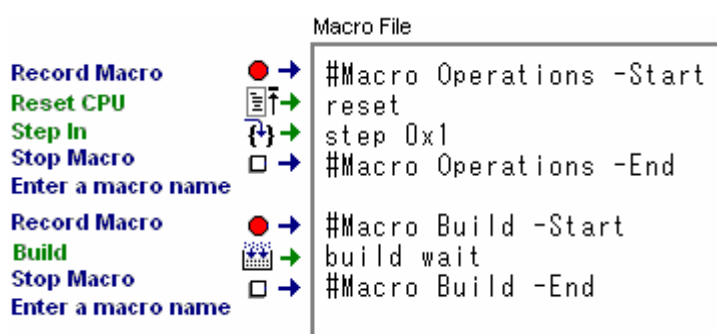 Macro File
Record Macro #Macro Operations -Start
Reset CPU reset
Step In step 0x1
Stop Macro #Macro Operations -End
Enter a macro name
Record Macro #Macro Build -Start
Build build wait
Stop Macro #Macro Build -End
Enter a macro name